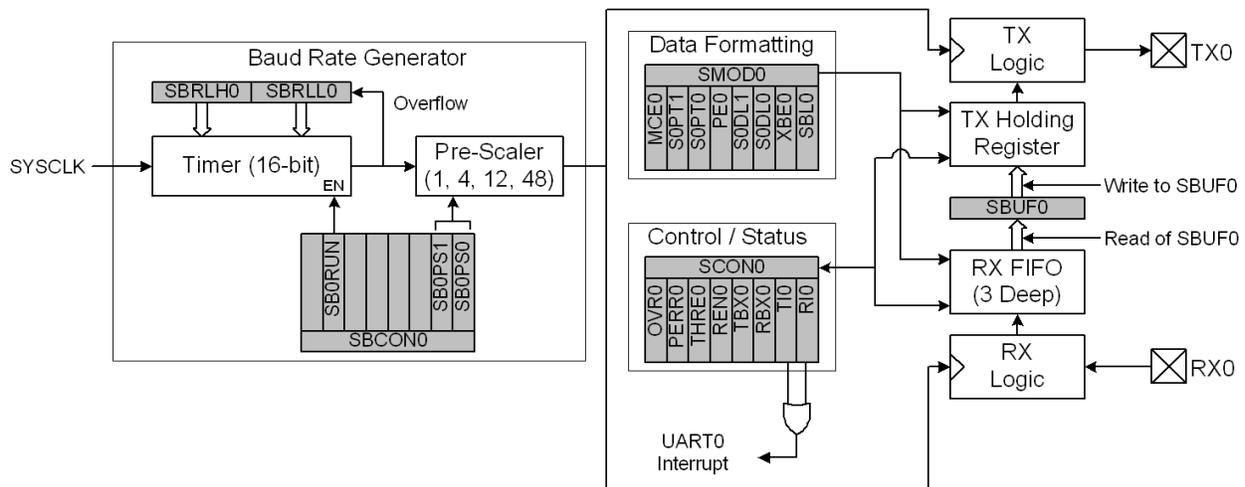 Baud Rate Generator
SBRLH0 SBRLL0
Overflow
SYSCLK
Timer (16-bit)
EN
Pre-Scaler
(1, 4, 12, 48)
SB0RUN
SB0PS1
SB0PS0
SBCON0
Data Formatting
SMOD0
MCE0
S0PT1
S0PT0
PE0
S0DL1
S0DL0
XBE0
SBL0
Control / Status
SCON0
OVR0
PERR0
THRE0
REN0
TBX0
RBX0
TI0
RI0
UART0
Interrupt
TX
Logic
TX0
TX Holding
Register
Write to SBUF0
SBUF0
Read of SBUF0
RX FIFO
(3 Deep)
RX
Logic
RX0